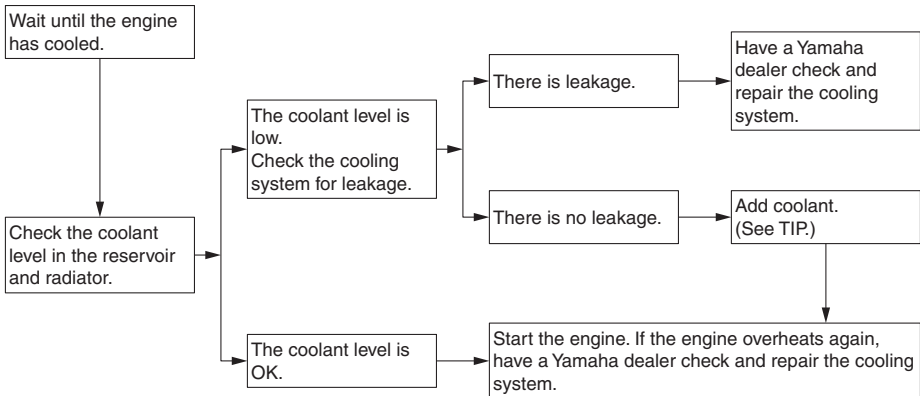 Wait until the engine
has cooled.
Check the coolant
level in the reservoir
and radiator.
The coolant level is
low.
Check the cooling
system for leakage.
There is leakage.
Have a Yamaha
dealer check and
repair the cooling
system.
There is no leakage.
Add coolant.
(See TIP.)
The coolant level is
OK.
Start the engine. If the engine overheats again,
have a Yamaha dealer check and repair the cooling
system.